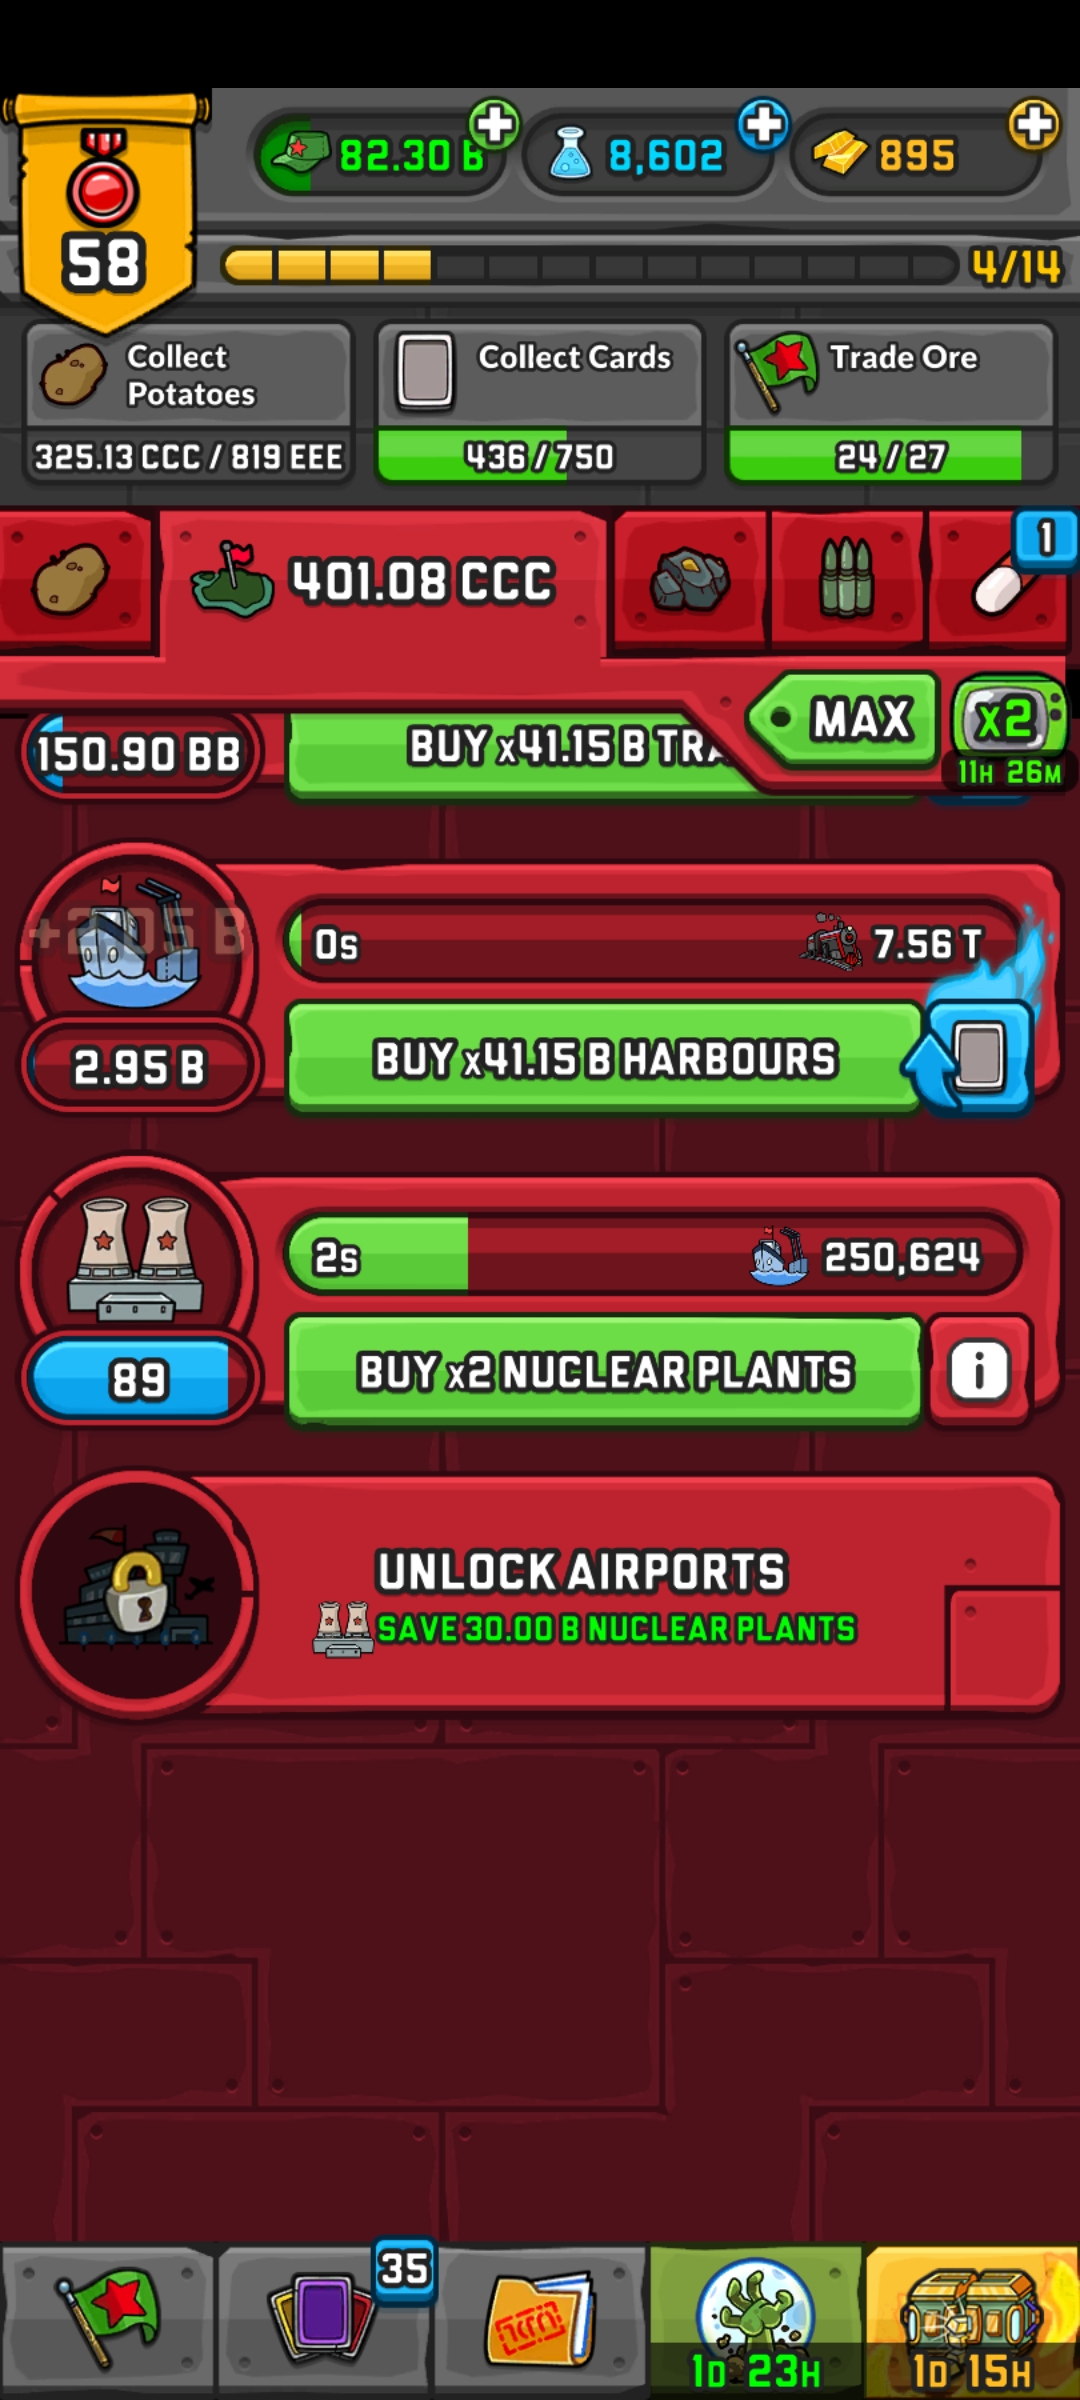 82.30 B
8,602
895
58
4/14
Collect
Potatoes
Collect Cards
Trade Ore
325.13 CCC / 819 EEE
436 / 750
24 / 27
401.08 CCC
1
MAX
x2
11H 26M
150.90 BB
BUY x41.15 B TRA
+2.05 B
0s
7.56 T
2.95 B
BUY x41.15 B HARBOURS
2s
250,624
89
BUY x2 NUCLEAR PLANTS
i
UNLOCK AIRPORTS
SAVE 30.00 B NUCLEAR PLANTS
35
1D 23H
1D 15H